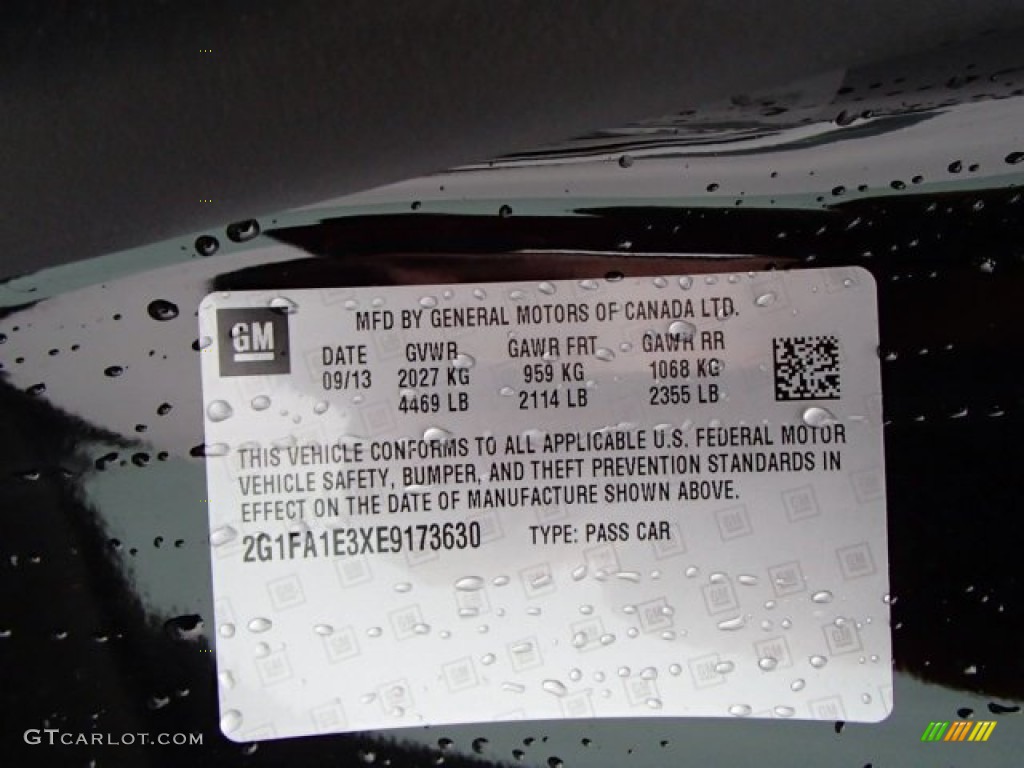 GM
MFD BY GENERAL MOTORS OF CANADA LTD.
DATE GVWR GAWR FRT GAWR RR
09/13 2027 KG 959 KG 1068 KG
4469 LB 2114 LB 2355 LB
THIS VEHICLE CONFORMS TO ALL APPLICABLE U.S. FEDERAL MOTOR
VEHICLE SAFETY, BUMPER, AND THEFT PREVENTION STANDARDS IN
EFFECT ON THE DATE OF MANUFACTURE SHOWN ABOVE.
2G1FA1E3XE9173630 TYPE: PASS CAR
GTCARLOT.COM